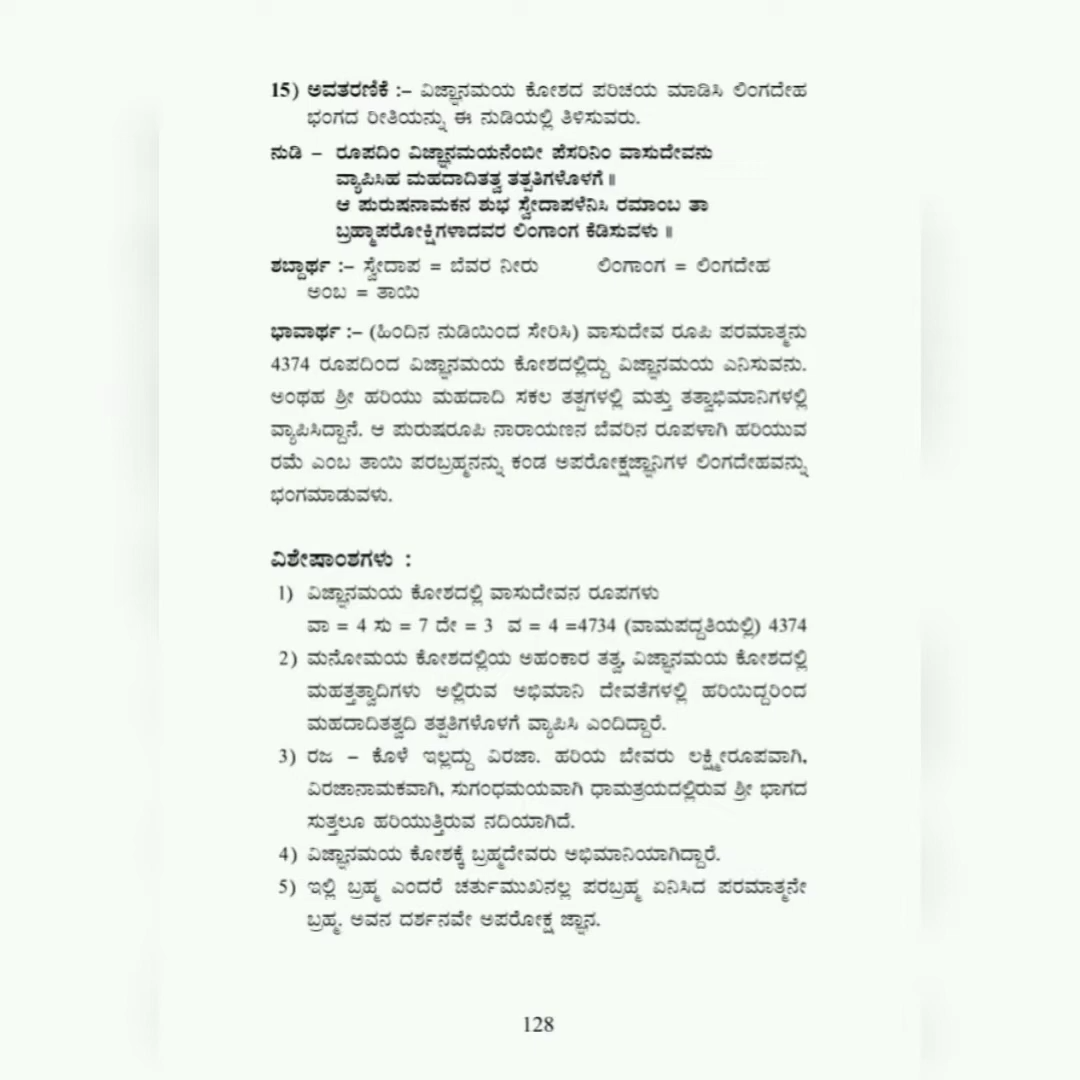 15) ಅವತರಣಿಕೆ :– ವಿಜ್ಞಾನಮಯ ಕೋಶದ ಪರಿಚಯ ಮಾಡಿಸಿ ಲಿಂಗದೇಹ
ಭಂಗದ ರೀತಿಯನ್ನು ಈ ನುಡಿಯಲ್ಲಿ ತಿಳಿಸುವರು.
ನುಡಿ – ರೂಪದಿಂ ವಿಜ್ಞಾನಮಯನೆಂಬೀ ಪೆಸರಿನಿಂ ವಾಸುದೇವನು
ವ್ಯಾಪಿಸಿಹ ಮಹದಾದಿತತ್ವ ತತ್ಪತಿಗಳೊಳಗೆ ॥
ಆ ಪುರುಷನಾಮಕನ ಶುಭ ಸ್ವೇದಾಪಳೆನಿಸಿ ರಮಾಂಬ ತಾ
ಬ್ರಹ್ಮಾಪರೋಕ್ಷಿಗಳಾದವರ ಲಿಂಗಾಂಗ ಕೆಡಿಸುವಳು ॥
ಶಬ್ದಾರ್ಥ :– ಸ್ವೇದಾಪ = ಬೆವರ ನೀರು ಲಿಂಗಾಂಗ = ಲಿಂಗದೇಹ
ಅಂಬ = ತಾಯಿ
ಭಾವಾರ್ಥ :– (ಹಿಂದಿನ ನುಡಿಯಿಂದ ಸೇರಿಸಿ) ವಾಸುದೇವ ರೂಪಿ ಪರಮಾತ್ಮನು
4374 ರೂಪದಿಂದ ವಿಜ್ಞಾನಮಯ ಕೋಶದಲ್ಲಿದ್ದು ವಿಜ್ಞಾನಮಯ ಎನಿಸುವನು.
ಅಂಥಹ ಶ್ರೀ ಹರಿಯು ಮಹದಾದಿ ಸಕಲ ತತ್ವಗಳಲ್ಲಿ ಮತ್ತು ತತ್ವಾಭಿಮಾನಿಗಳಲ್ಲಿ
ವ್ಯಾಪಿಸಿದ್ದಾನೆ. ಆ ಪುರುಷರೂಪಿ ನಾರಾಯಣನ ಬೆವರಿನ ರೂಪಳಾಗಿ ಹರಿಯುವ
ರಮೆ ಎಂಬ ತಾಯಿ ಪರಬ್ರಹ್ಮನನ್ನು ಕಂಡ ಅಪರೋಕ್ಷಜ್ಞಾನಿಗಳ ಲಿಂಗದೇಹವನ್ನು
ಭಂಗಮಾಡುವಳು.
ವಿಶೇಷಾಂಶಗಳು :
1) ವಿಜ್ಞಾನಮಯ ಕೋಶದಲ್ಲಿ ವಾಸುದೇವನ ರೂಪಗಳು
ವಾ = 4 ಸು = 7 ದೇ = 3 ವ = 4 =4734 (ವಾಮಪದ್ದತಿಯಲ್ಲಿ) 4374
2) ಮನೋಮಯ ಕೋಶದಲ್ಲಿಯ ಅಹಂಕಾರ ತತ್ವ, ವಿಜ್ಞಾನಮಯ ಕೋಶದಲ್ಲಿ
ಮಹತ್ತತ್ವಾದಿಗಳು ಅಲ್ಲಿರುವ ಅಭಿಮಾನಿ ದೇವತೆಗಳಲ್ಲಿ ಹರಿಯಿದ್ದರಿಂದ
ಮಹದಾದಿತತ್ವದಿ ತತ್ಪತಿಗಳೊಳಗೆ ವ್ಯಾಪಿಸಿ ಎಂದಿದ್ದಾರೆ.
3) ರಜ – ಕೊಳೆ ಇಲ್ಲದ್ದು ವಿರಜಾ. ಹರಿಯ ಬೇವರು ಲಕ್ಷ್ಮೀರೂಪವಾಗಿ,
ವಿರಜಾನಾಮಕವಾಗಿ, ಸುಗಂಧಮಯವಾಗಿ ಧಾಮತ್ರಯದಲ್ಲಿರುವ ಶ್ರೀ ಭಾಗದ
ಸುತ್ತಲೂ ಹರಿಯುತ್ತಿರುವ ನದಿಯಾಗಿದೆ.
4) ವಿಜ್ಞಾನಮಯ ಕೋಶಕ್ಕೆ ಬ್ರಹ್ಮದೇವರು ಅಭಿಮಾನಿಯಾಗಿದ್ದಾರೆ.
5) ಇಲ್ಲಿ ಬ್ರಹ್ಮ ಎಂದರೆ ಚರ್ತುಮುಖನಲ್ಲ ಪರಬ್ರಹ್ಮ ಏನಿಸಿದ ಪರಮಾತ್ಮನೇ
ಬ್ರಹ್ಮ. ಅವನ ದರ್ಶನವೇ ಅಪರೋಕ್ಷ ಜ್ಞಾನ.
128